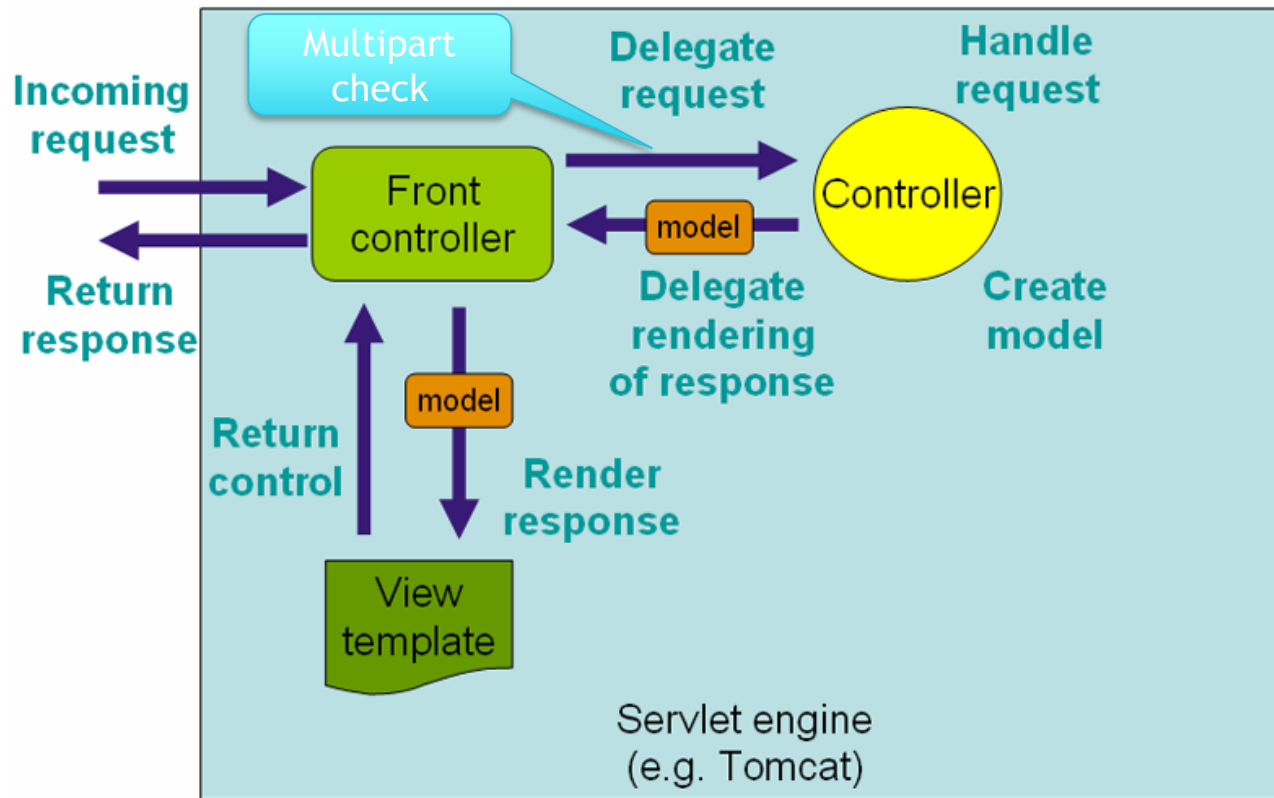 Multipart
check
Delegate
request
Handle
request
Incoming
request
Front
controller
Controller
model
Return
response
Delegate
rendering
of response
Create
model
model
Return
control
Render
response
View
template
Servlet engine
(e.g. Tomcat)